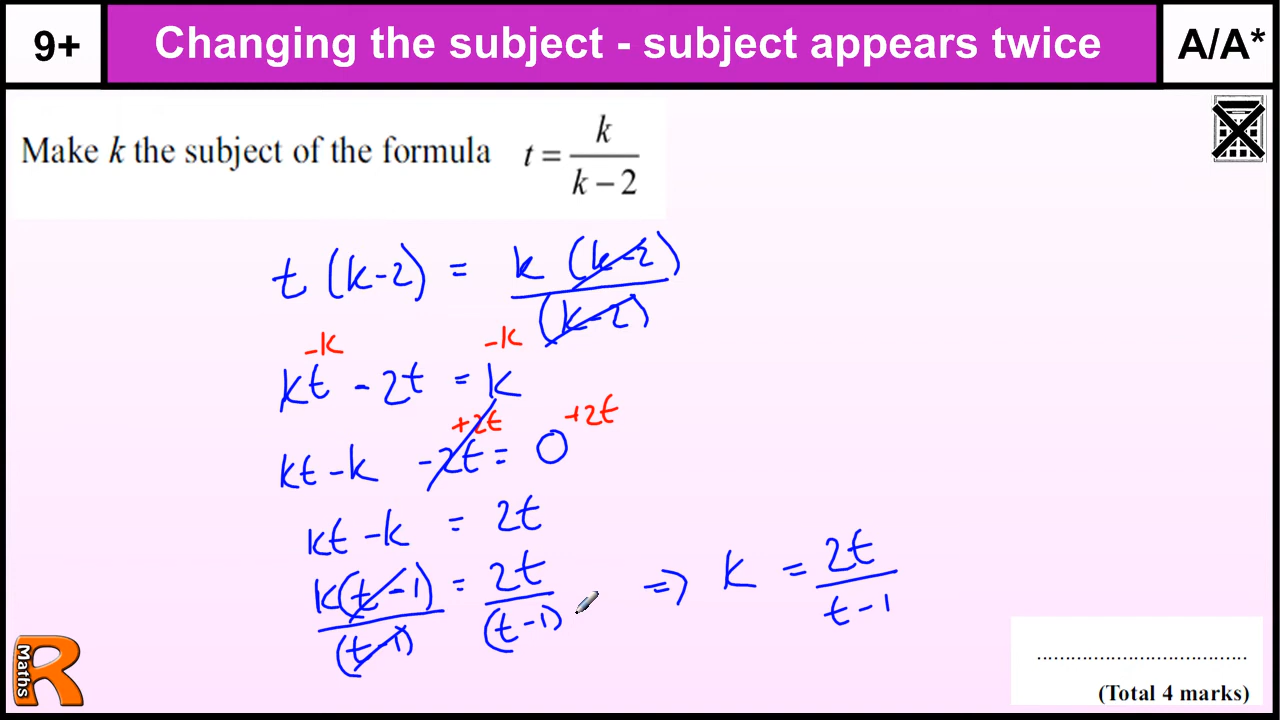 9+ Changing the subject - subject appears twice A/A*
Make k the subject of the formula t = k / (k − 2)
t (k-2) = k (k-2) / (k-2)
-k -k
kt - 2t = k
+2t +2t
kt - k - 2t = 0
kt - k = 2t
k(t-1) / (t-1) = 2t / (t-1) ⇒ k = 2t / t-1
R Maths
(Total 4 marks)